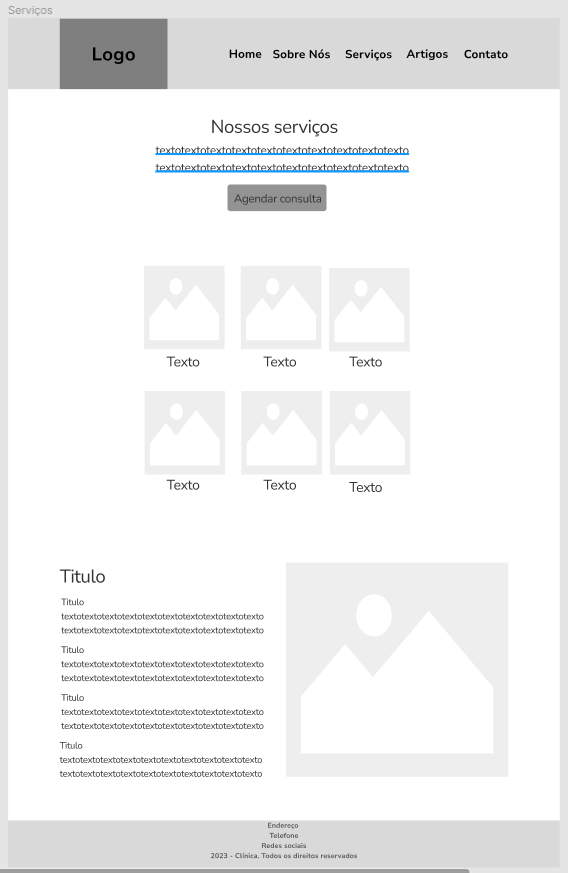 Serviços
Logo
Home Sobre Nós Serviços Artigos Contato
Nossos serviços
textotextotextotextotextotextotextotextotextotexto
textotextotextotextotextotextotextotextotextotexto
Agendar consulta
Texto Texto Texto
Texto Texto Texto
Titulo
Titulo
textotextotextotextotextotextotextotextotextotexto
textotextotextotextotextotextotextotextotextotexto
Titulo
textotextotextotextotextotextotextotextotextotexto
textotextotextotextotextotextotextotextotextotexto
Titulo
textotextotextotextotextotextotextotextotextotexto
textotextotextotextotextotextotextotextotextotexto
Titulo
textotextotextotextotextotextotextotextotextotexto
textotextotextotextotextotextotextotextotextotexto
Endereço
Telefone
Redes sociais
2023 - Clínica. Todos os direitos reservados